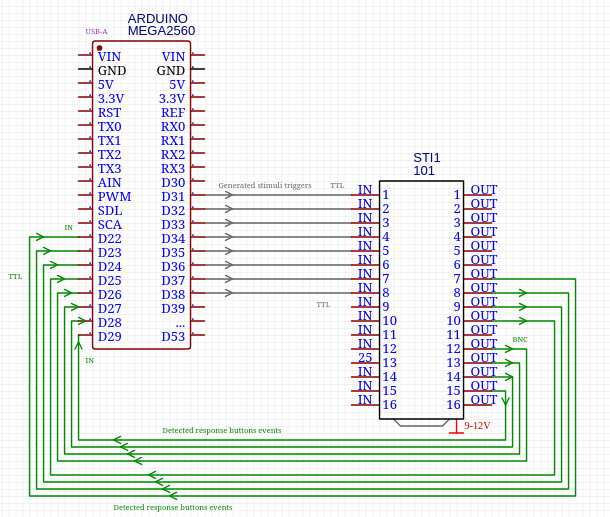 ARDUINO
MEGA2560
USB-A
VIN VIN
GND GND
5V 5V
3.3V 3.3V
RST REF
TX0 RX0
TX1 RX1
TX2 RX2
TX3 RX3
AIN D30
PWM D31
SDL D32
SCA D33
D22 D34
D23 D35
D24 D36
D25 D37
D26 D38
D27 D39
D28 ...
D29 D53
IN
TTL
IN
Generated stimuli triggers TTL
TTL
STI1
101
IN 1 1 OUT
IN 2 2 OUT
IN 3 3 OUT
IN 4 4 OUT
IN 5 5 OUT
IN 6 6 OUT
IN 7 7 OUT
IN 8 8 OUT
IN 9 9 OUT
IN 10 10 OUT
IN 11 11 OUT
IN 12 12 OUT
25 13 13 OUT
IN 14 14 OUT
IN 15 15 OUT
IN 16 16 OUT
BNC
9-12V
Detected response buttons events
Detected response buttons events